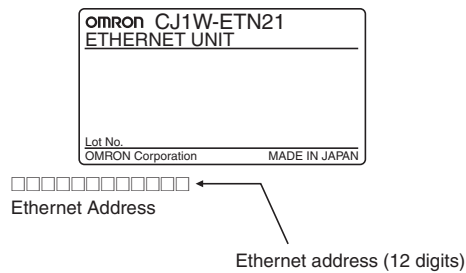 OMRON CJ1W-ETN21
ETHERNET UNIT
Lot No.
OMRON Corporation MADE IN JAPAN
□□□□□□□□□□□□
Ethernet Address
Ethernet address (12 digits)